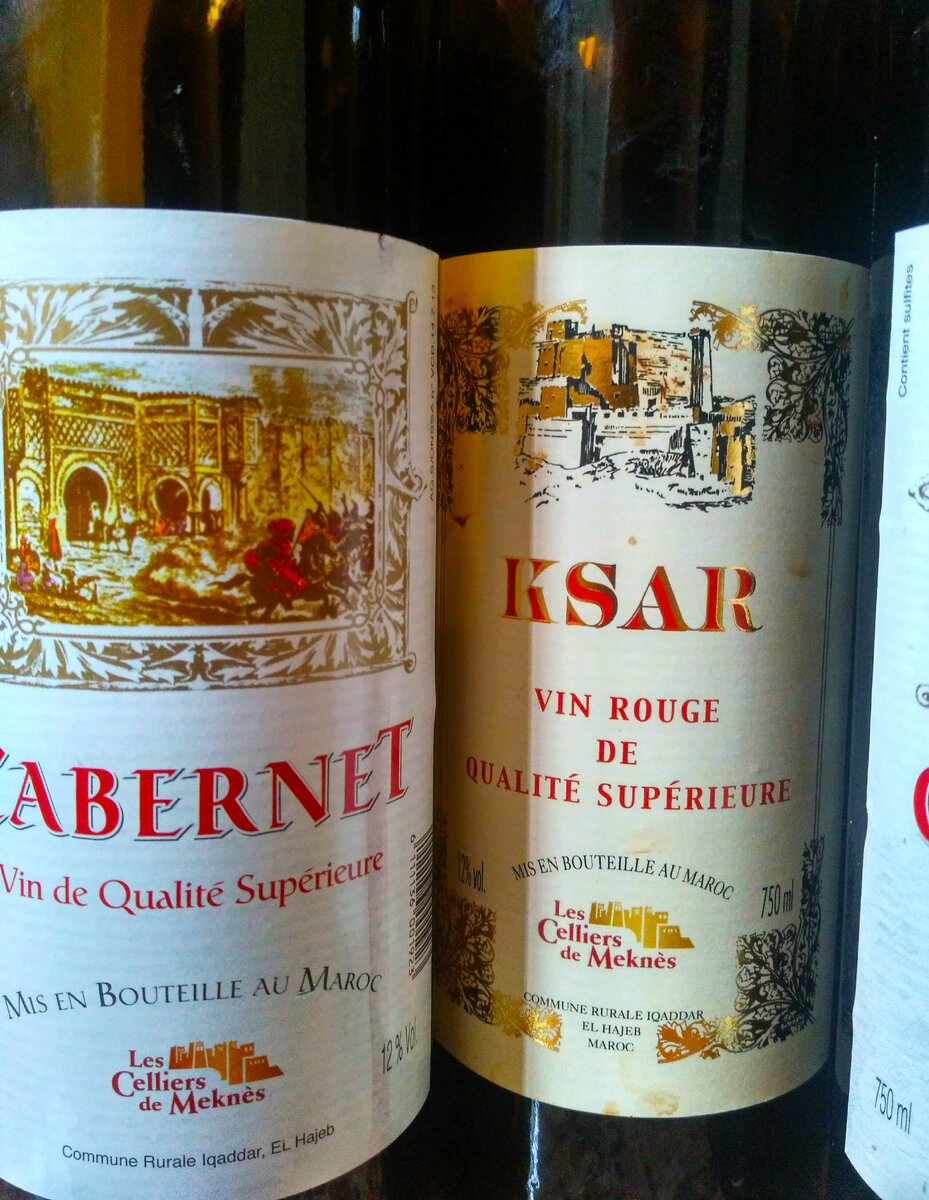 CABERNET
Vin de Qualité Supérieure
MIS EN BOUTEILLE AU MAROC
12 % Vol.
Les
Celliers
de Meknès
Commune Rurale Iqaddar, EL Hajeb
KSAR
VIN ROUGE
DE
QUALITÉ SUPÉRIEURE
12% vol.
MIS EN BOUTEILLE AU MAROC
750 ml
Les
Celliers
de Meknès
COMMUNE RURALE IQADDAR
EL HAJEB
MAROC
Contient sulfites
750 ml